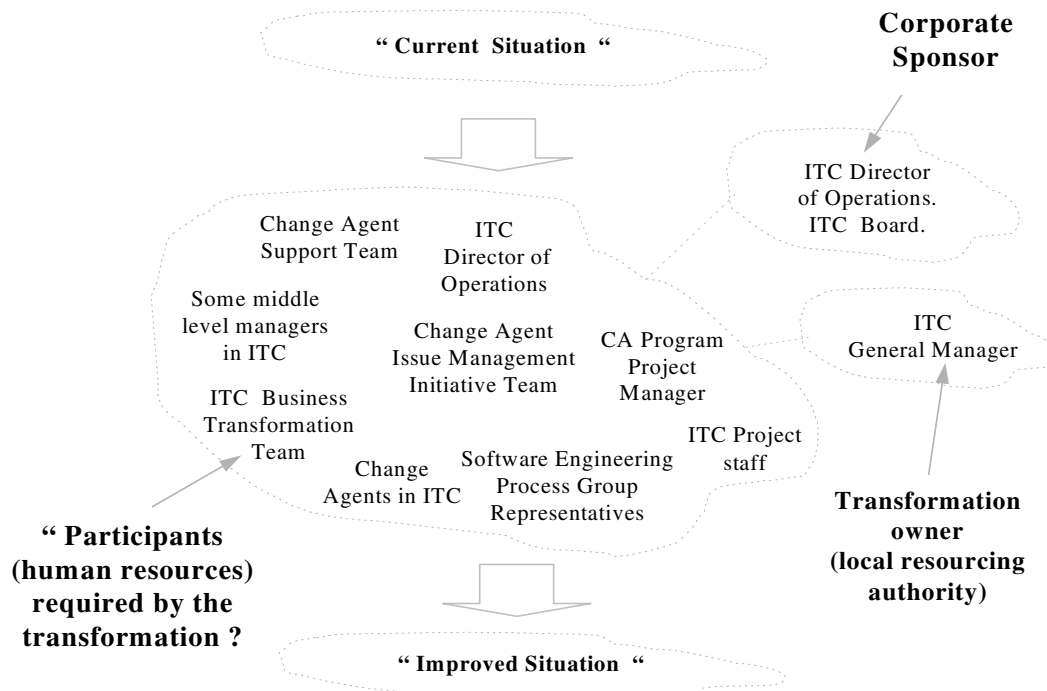 “ Current Situation “
Corporate
Sponsor
ITC Director
of Operations.
ITC Board.
Change Agent
Support Team
ITC
Director of
Operations
Some middle
level managers
in ITC
Change Agent
Issue Management
Initiative Team
CA Program
Project
Manager
ITC
General Manager
ITC Business
Transformation
Team
ITC Project
staff
Change
Agents in ITC
Software Engineering
Process Group
Representatives
“ Participants
(human resources)
required by the
transformation ?
Transformation
owner
(local resourcing
authority)
“ Improved Situation “